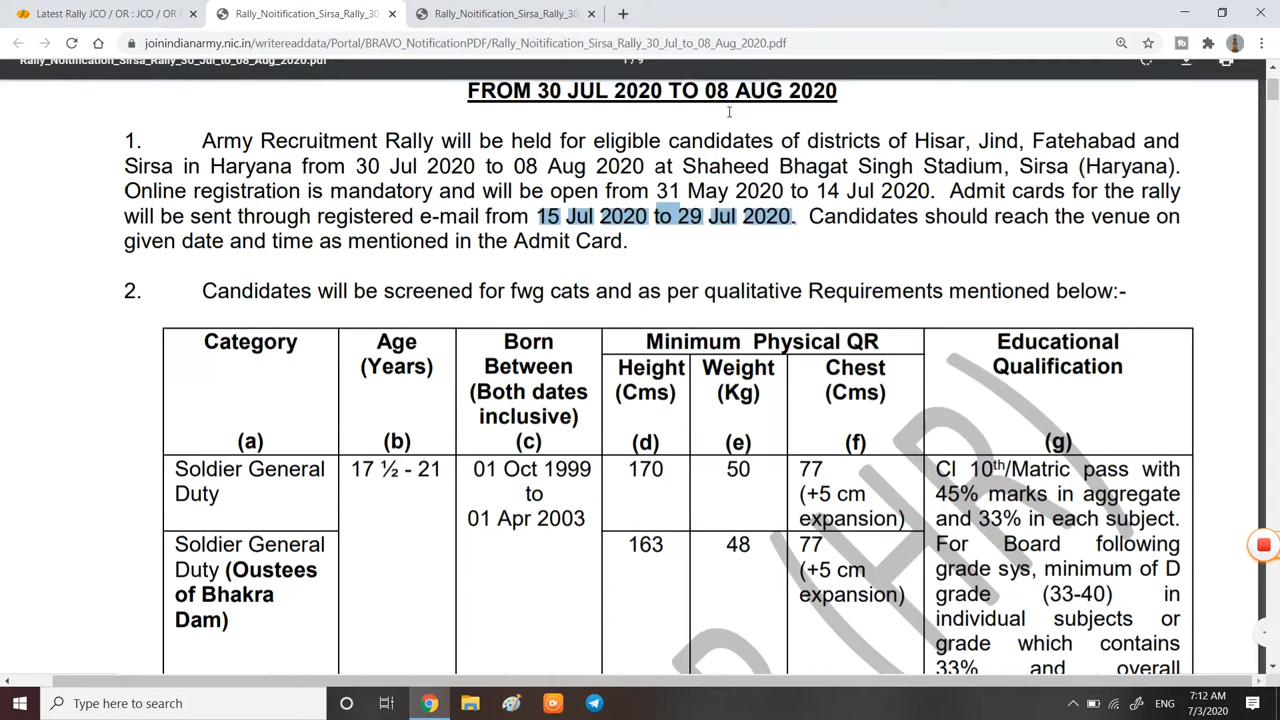 Latest Rally JCO / OR : JCO / OR
Rally_Noitification_Sirsa_Rally_30
Rally_Noitification_Sirsa_Rally_30
joinindianarmy.nic.in/writereaddata/Portal/BRAVO_NotificationPDF/Rally_Noitification_Sirsa_Rally_30_Jul_to_08_Aug_2020.pdf
Rally_Noitification_Sirsa_Rally_30_Jul_to_08_Aug_2020.pdf
1 / 9
FROM 30 JUL 2020 TO 08 AUG 2020
1. Army Recruitment Rally will be held for eligible candidates of districts of Hisar, Jind, Fatehabad and
Sirsa in Haryana from 30 Jul 2020 to 08 Aug 2020 at Shaheed Bhagat Singh Stadium, Sirsa (Haryana).
Online registration is mandatory and will be open from 31 May 2020 to 14 Jul 2020. Admit cards for the rally
will be sent through registered e-mail from 15 Jul 2020 to 29 Jul 2020. Candidates should reach the venue on
given date and time as mentioned in the Admit Card.
2. Candidates will be screened for fwg cats and as per qualitative Requirements mentioned below:-
Category
(a)
Age
(Years)
(b)
Born
Between
(Both dates
inclusive)
(c)
Minimum Physical QR
Height
(Cms)
(d)
Weight
(Kg)
(e)
Chest
(Cms)
(f)
Educational
Qualification
(g)
Soldier General
Duty
17 ½ - 21
01 Oct 1999
to
01 Apr 2003
170
50
77
(+5 cm
expansion)
Cl 10th/Matric pass with
45% marks in aggregate
and 33% in each subject.
For Board following
grade sys, minimum of D
grade (33-40) in
individual subjects or
grade which contains
33% and overall
Soldier General
Duty (Oustees
of Bhakra
Dam)
163
48
77
(+5 cm
expansion)
(HR)
Type here to search
ENG
7:12 AM
7/3/2020